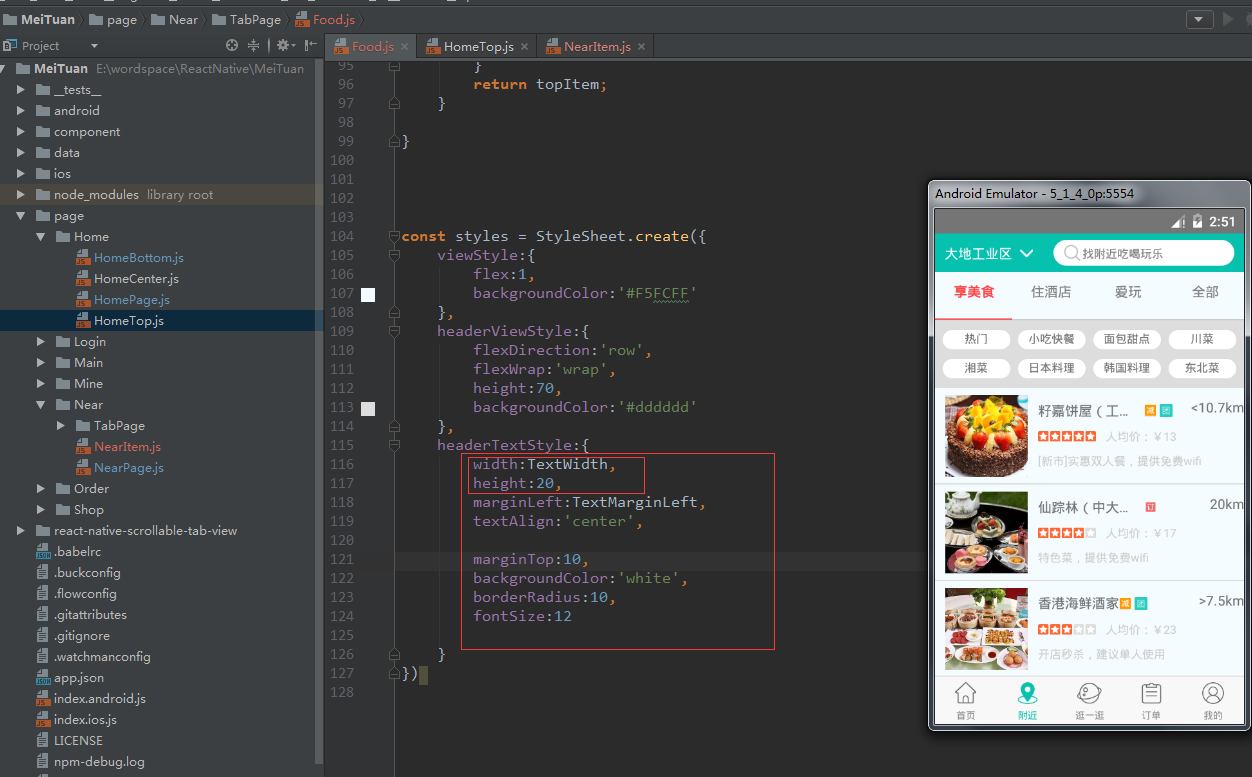 MeiTuan page Near TabPage Food.js
Project
Food.js HomeTop.js NearItem.js
MeiTuan E:\wordspace\ReactNative\MeiTuan
__tests__
android
component
data
ios
node_modules library root
page
Home
HomeBottom.js
HomeCenter.js
HomePage.js
HomeTop.js
Login
Main
Mine
Near
TabPage
NearItem.js
NearPage.js
Order
Shop
react-native-scrollable-tab-view
.babelrc
.buckconfig
.flowconfig
.gitattributes
.gitignore
.watchmanconfig
app.json
index.android.js
index.ios.js
LICENSE
npm-debug.log
95 }
96 return topItem;
97 }
98
99 }
100
101
102
103
104 const styles = StyleSheet.create({
105 viewStyle:{
106 flex:1,
107 backgroundColor:'#F5FCFF'
108 },
109 headerViewStyle:{
110 flexDirection:'row',
111 flexWrap:'wrap',
112 height:70,
113 backgroundColor:'#dddddd'
114 },
115 headerTextStyle:{
116 width:TextWidth,
117 height:20,
118 marginLeft:TextMarginLeft,
119 textAlign:'center',
120
121 marginTop:10,
122 backgroundColor:'white',
123 borderRadius:10,
124 fontSize:12
125
126 }
127 })
128
Android Emulator - 5_1_4_0p:5554
2:51
大地工业区 找附近吃喝玩乐
享美食 住酒店 爱玩 全部
热门 小吃快餐 面包甜点 川菜
湘菜 日本料理 韩国料理 东北菜
籽嘉饼屋（工... 减 团 <10.7km
人均价：￥13
[新市]实惠双人餐，提供免费wifi
仙踪林（中大... 订 20km
人均价：￥17
特色菜，提供免费wifi
香港海鲜酒家 减 团 >7.5km
人均价：￥23
开店秒杀，建议单人使用
首页 附近 逛一逛 订单 我的